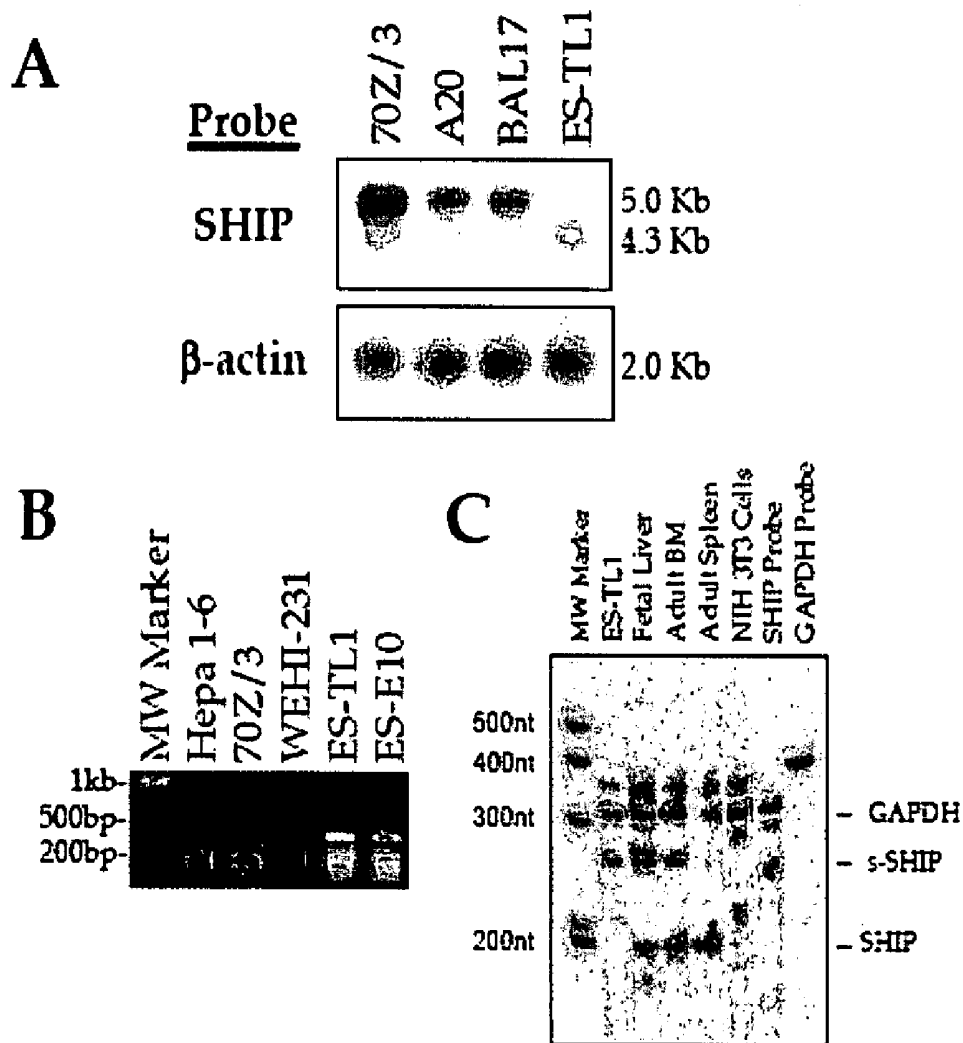 A
Probe
70Z/3
A20
BAL17
ES-TL1
SHIP
5.0 Kb
4.3 Kb
β-actin
2.0 Kb
B
MW Marker
Hepa 1-6
70Z/3
WEHI-231
ES-TL1
ES-E10
1kb-
500bp-
200bp-
C
MW Marker
ES-TL1
Fetal Liver
Adult BM
Adult Spleen
NIH 3T3 Cells
SHIP Probe
GAPDH Probe
500nt
400nt
300nt
200nt
- GAPDH
- s-SHIP
- SHIP